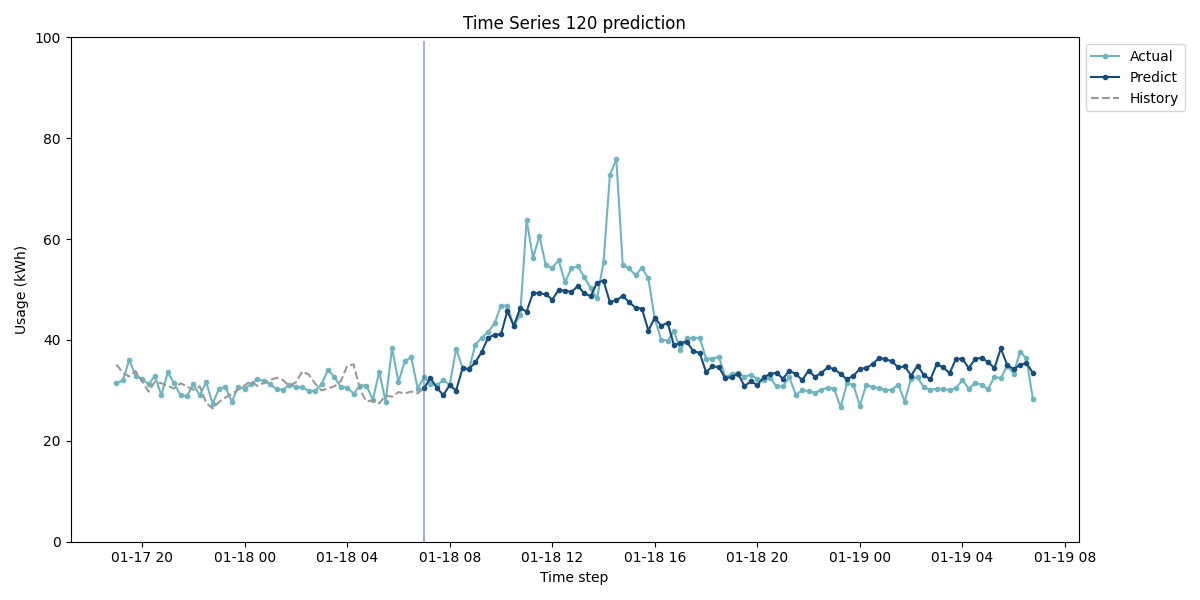 Time Series 120 prediction
100
80
60
40
20
0
Usage (kWh)
01-17 20
01-18 00
01-18 04
01-18 08
01-18 12
01-18 16
01-18 20
01-19 00
01-19 04
01-19 08
Time step
Actual
Predict
History